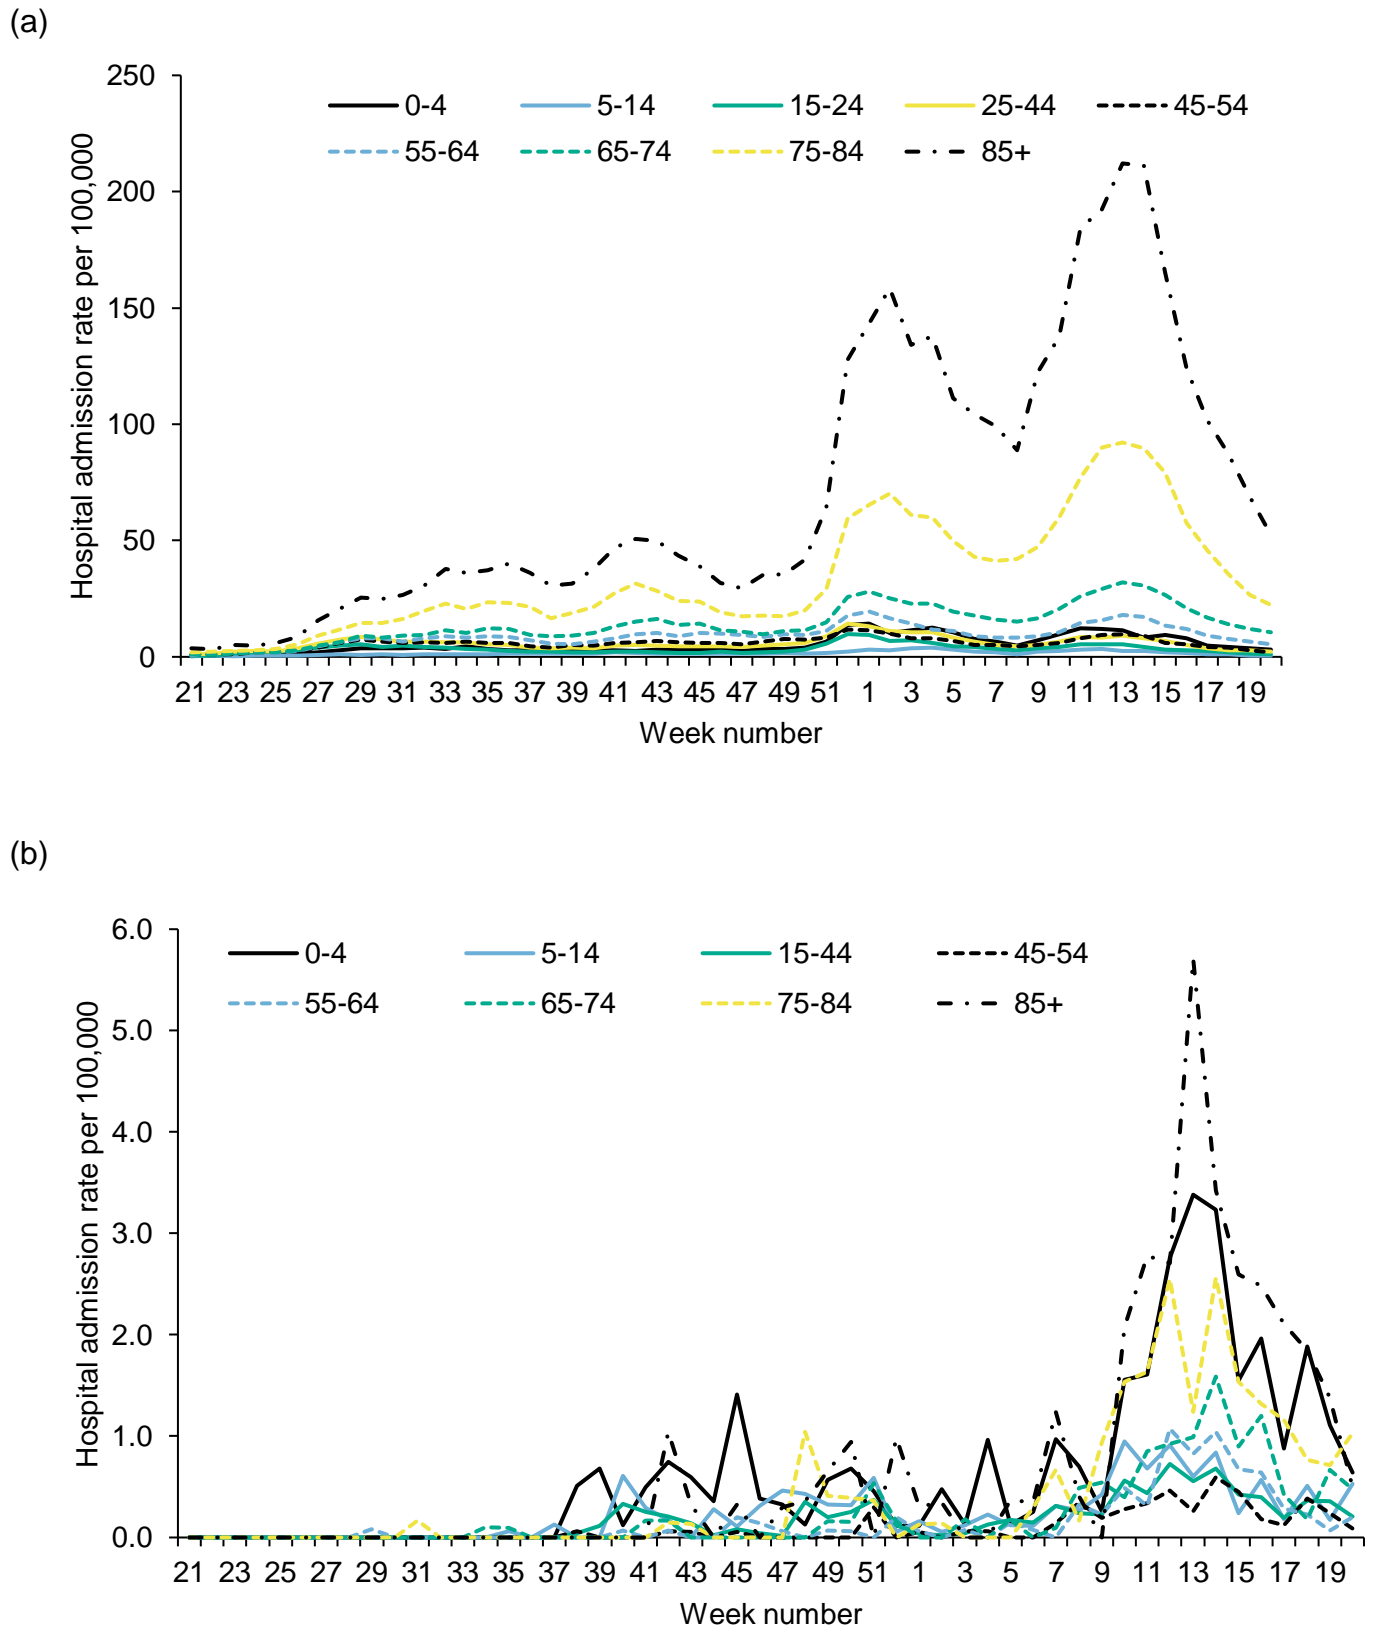 (a)
250
200
150
100
50
0
Hospital admission rate per 100,000
0-4 5-14 15-24 25-44 45-54
55-64 65-74 75-84 85+
21 23 25 27 29 31 33 35 37 39 41 43 45 47 49 51 1 3 5 7 9 11 13 15 17 19
Week number
(b)
6.0
5.0
4.0
3.0
2.0
1.0
0.0
Hospital admission rate per 100,000
0-4 5-14 15-44 45-54
55-64 65-74 75-84 85+
21 23 25 27 29 31 33 35 37 39 41 43 45 47 49 51 1 3 5 7 9 11 13 15 17 19
Week number